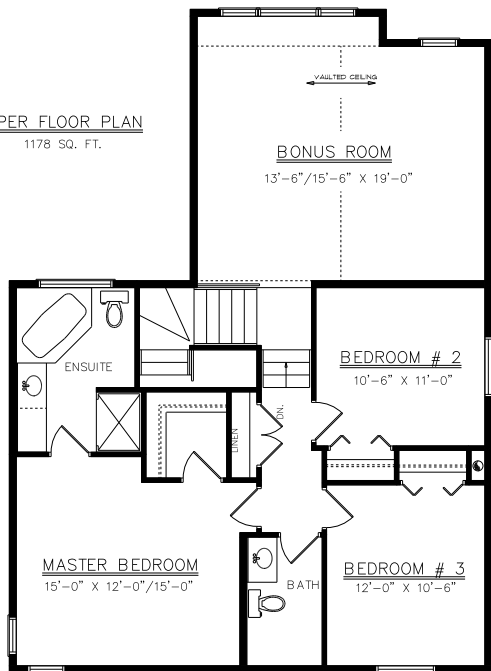 VAULTED CEILING
PER FLOOR PLAN
1178 SQ. FT.
BONUS ROOM
13'-6"/15'-6" X 19'-0"
ENSUITE
BEDROOM # 2
10'-6" X 11'-0"
DN.
LINEN
MASTER BEDROOM
15'-0" X 12'-0"/15'-0"
BATH
BEDROOM # 3
12'-0" X 10'-6"